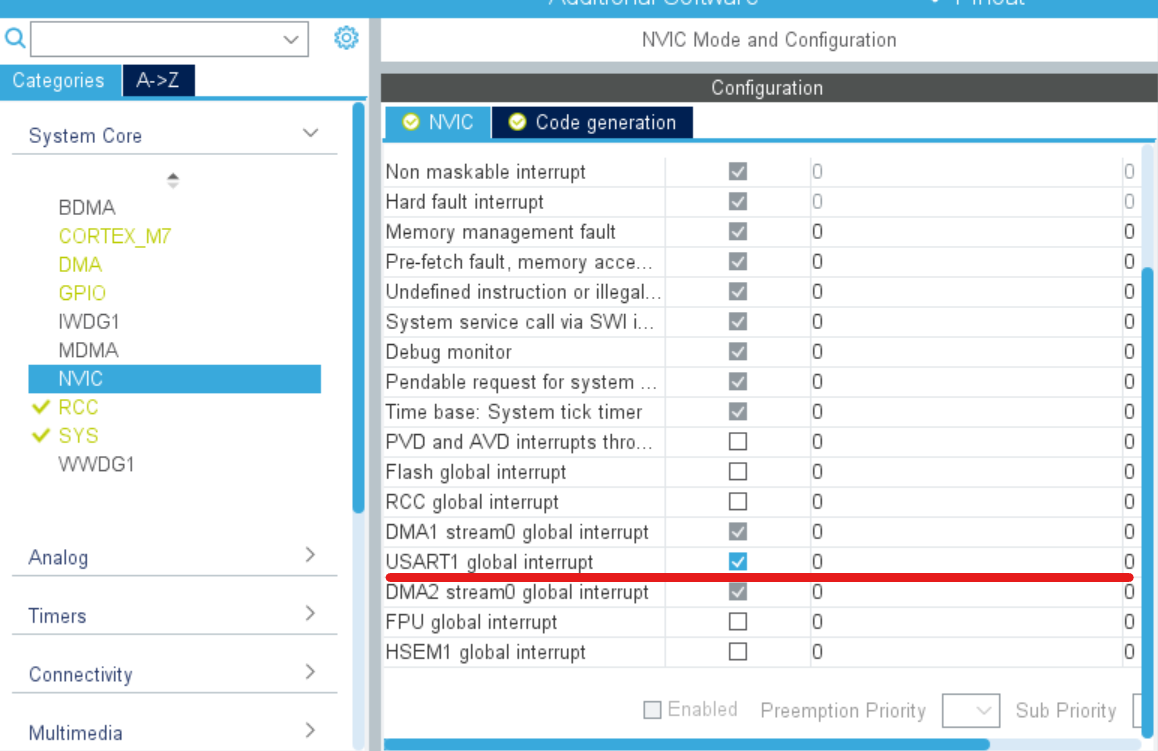 Additional Software Pinout
NVIC Mode and Configuration
Categories A->Z
Configuration
NVIC Code generation
System Core
BDMA
CORTEX_M7
DMA
GPIO
IWDG1
MDMA
NVIC
RCC
SYS
WWDG1
Analog
Timers
Connectivity
Multimedia
Non maskable interrupt 0 0
Hard fault interrupt 0 0
Memory management fault 0 0
Pre-fetch fault, memory acce... 0 0
Undefined instruction or illegal... 0 0
System service call via SWI i... 0 0
Debug monitor 0 0
Pendable request for system ... 0 0
Time base: System tick timer 0 0
PVD and AVD interrupts thro... 0 0
Flash global interrupt 0 0
RCC global interrupt 0 0
DMA1 stream0 global interrupt 0 0
USART1 global interrupt 0 0
DMA2 stream0 global interrupt 0 0
FPU global interrupt 0 0
HSEM1 global interrupt 0 0
Enabled Preemption Priority Sub Priority